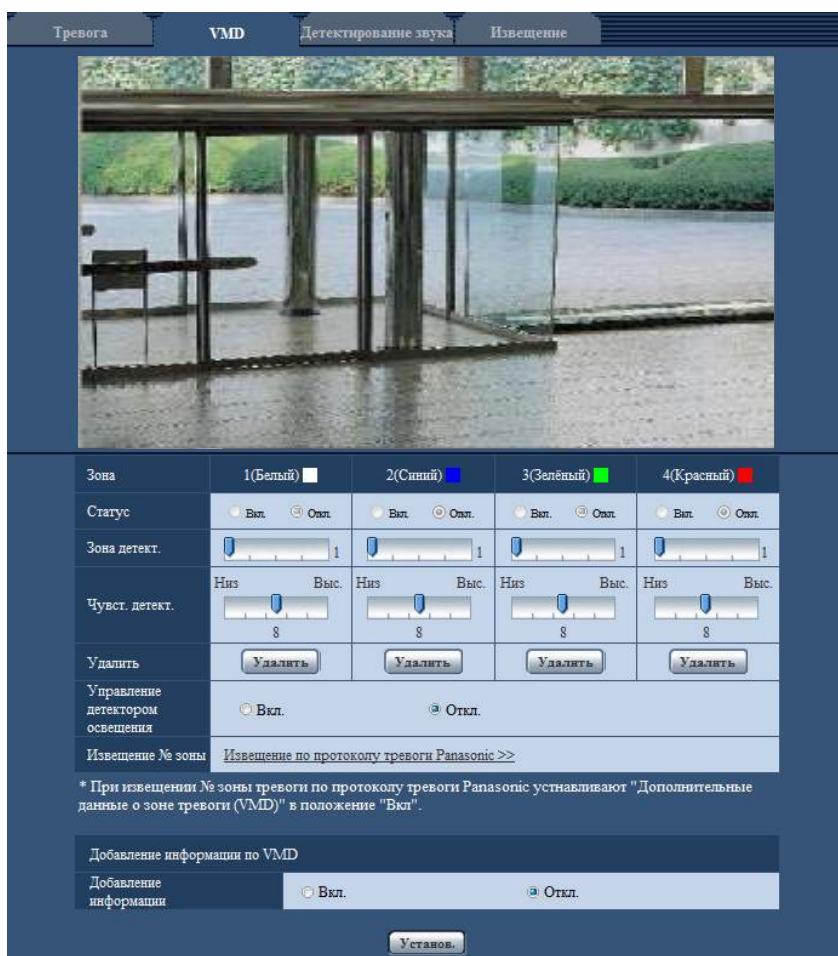 Тревога VMD Детектирование звука Извещение
Зона 1(Белый) 2(Синий) 3(Зелёный) 4(Красный)
Статус Вкл. Откл. Вкл. Откл. Вкл. Откл. Вкл. Откл.
Зона детект. 1 1 1 1
Низ Выс. Низ Выс. Низ Выс. Низ Выс.
Чувст. детект.
8 8 8 8
Удалить Удалить Удалить Удалить Удалить
Управление
детектором
освещения
Вкл. Откл.
Извещение № зоны Извещение по протоколу тревоги Panasonic >>
* При извещении № зоны тревоги по протоколу тревоги Panasonic устнавливают "Дополнительные
данные о зоне тревоги (VMD)" в положение "Вкл".
Добавление информации по VMD
Добавление
информации
Вкл. Откл.
Установ.